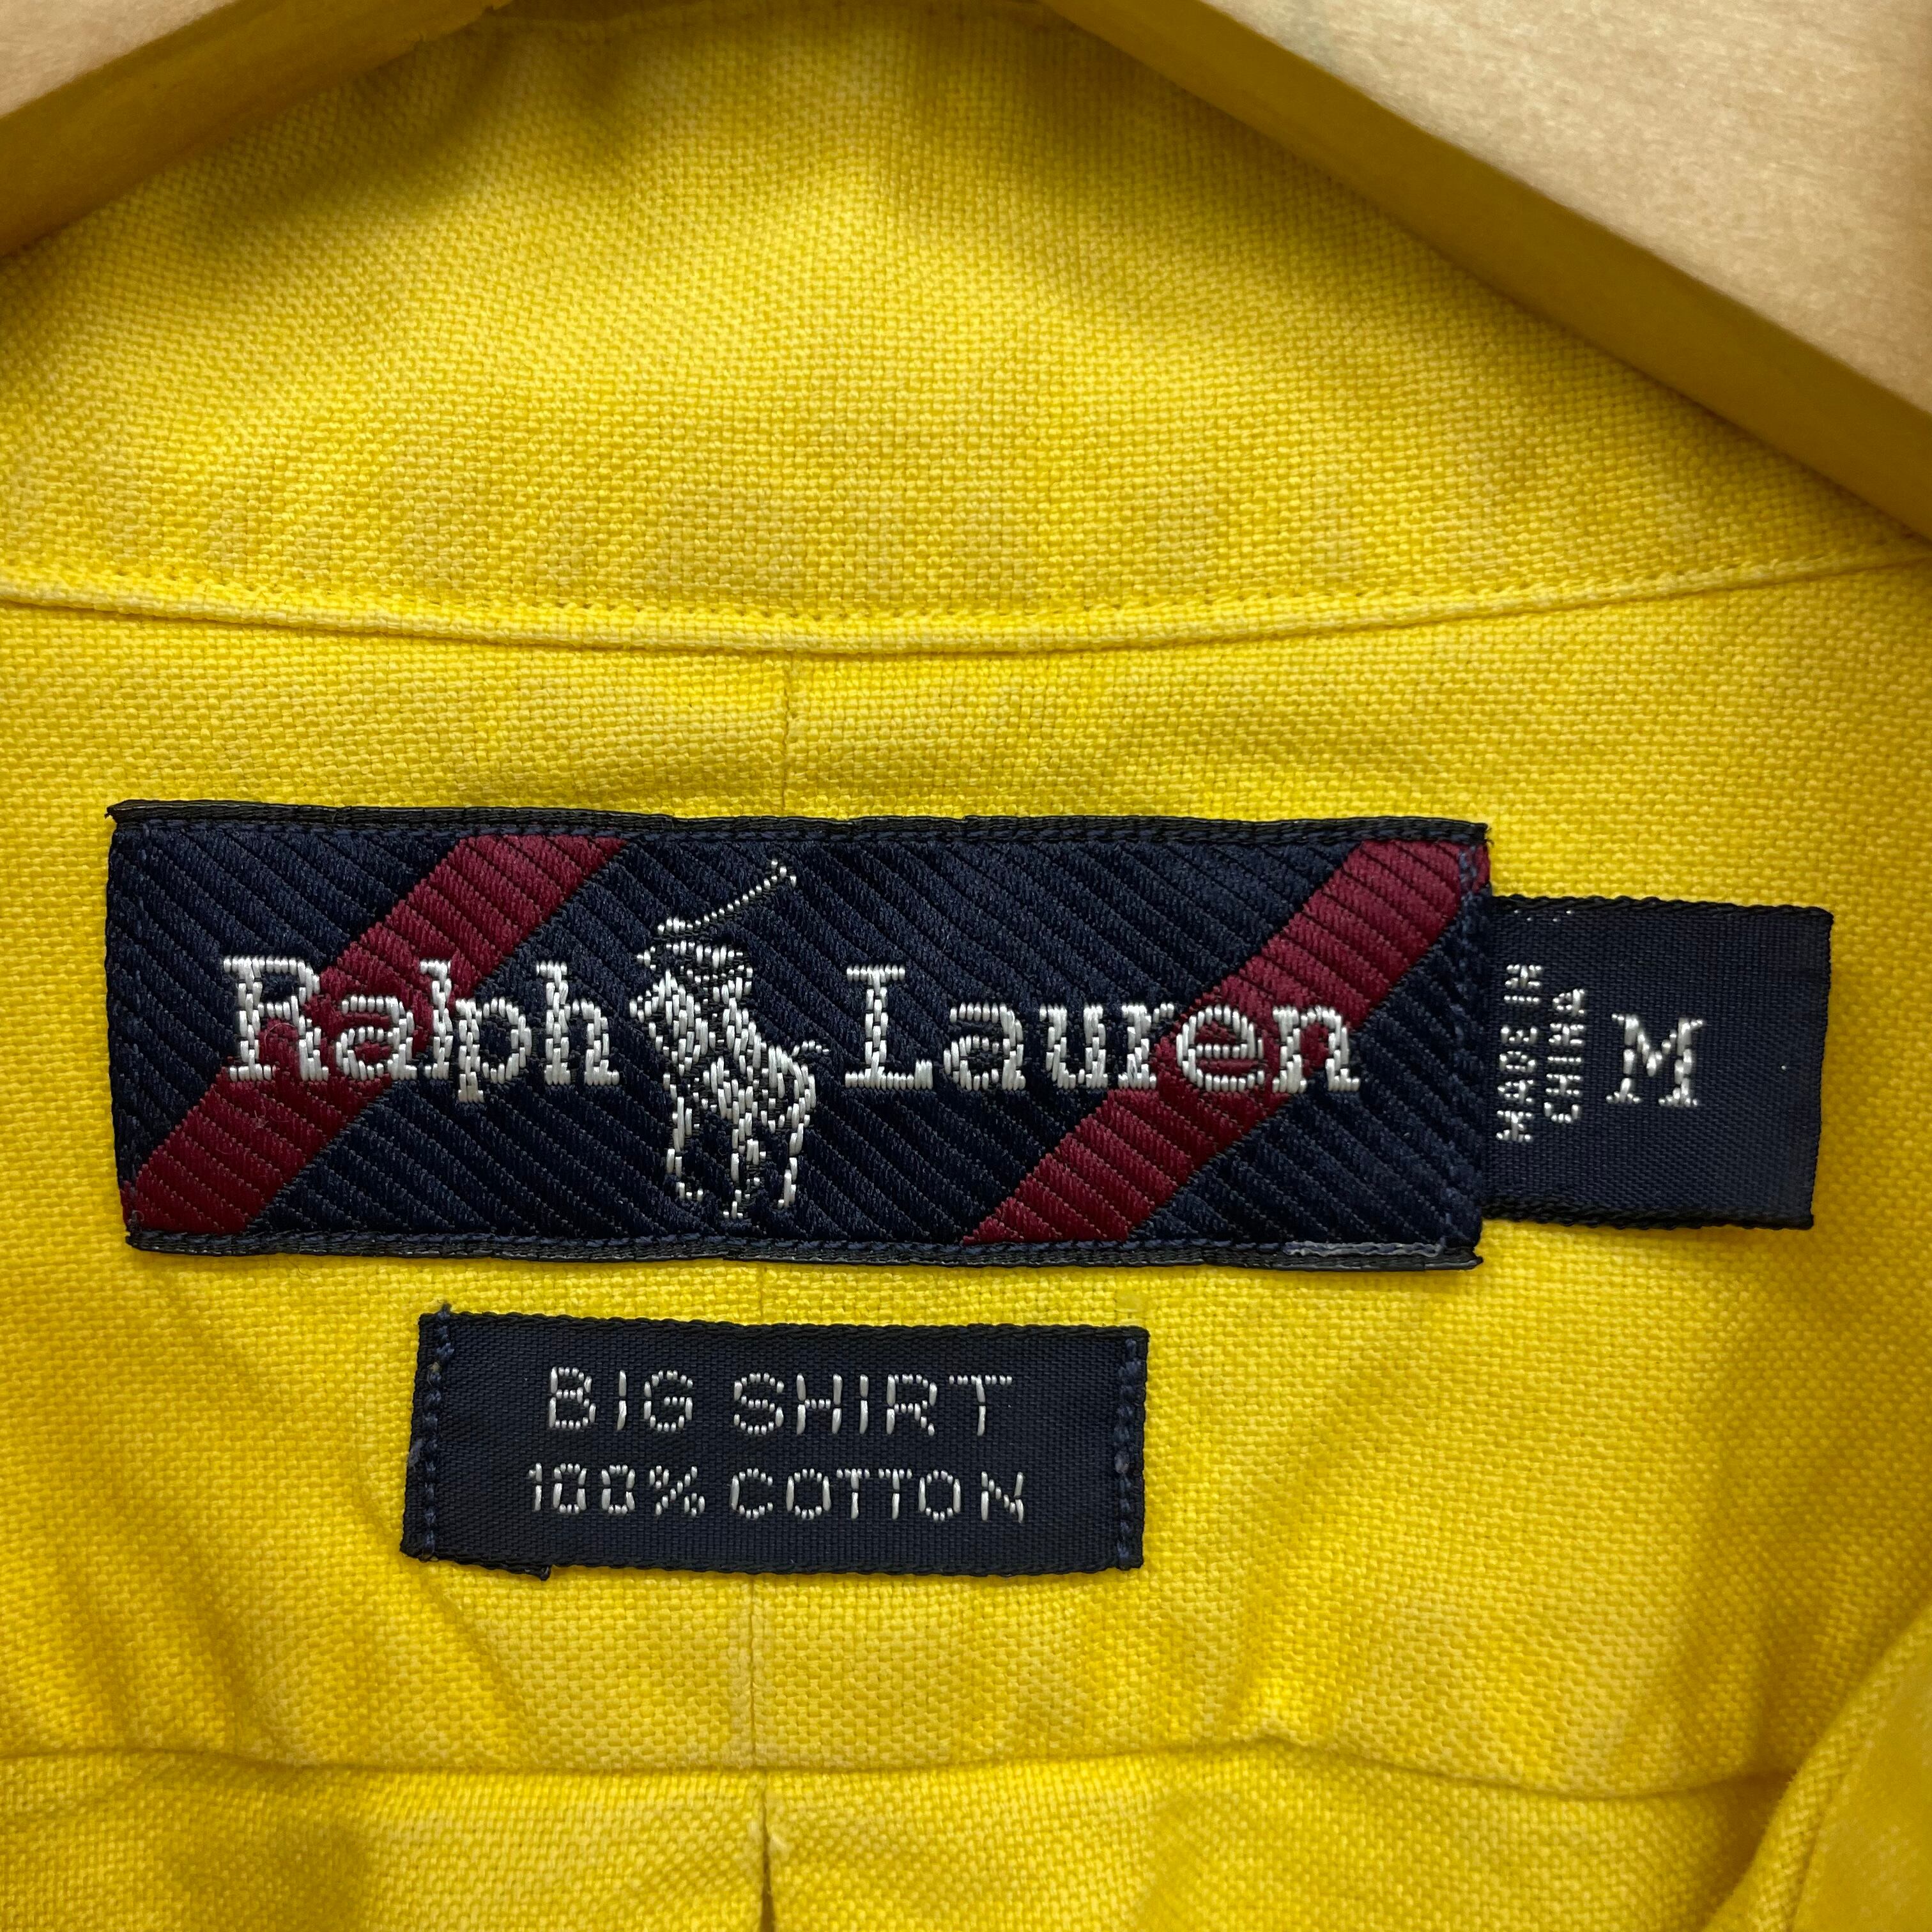 Ralph Lauren
MADE IN
CHINA
M
BIG SHIRT
100% COTTON